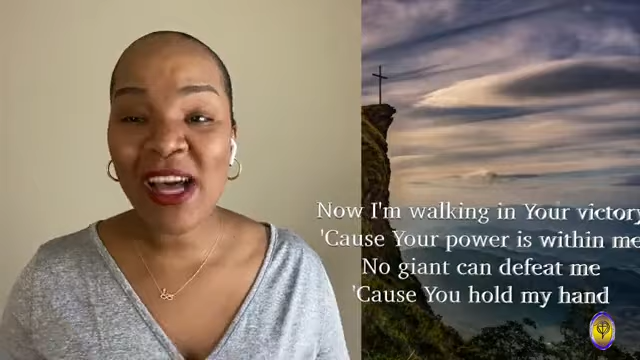 Now I'm walking in Your victory
'Cause Your power is within me
No giant can defeat me
'Cause You hold my hand